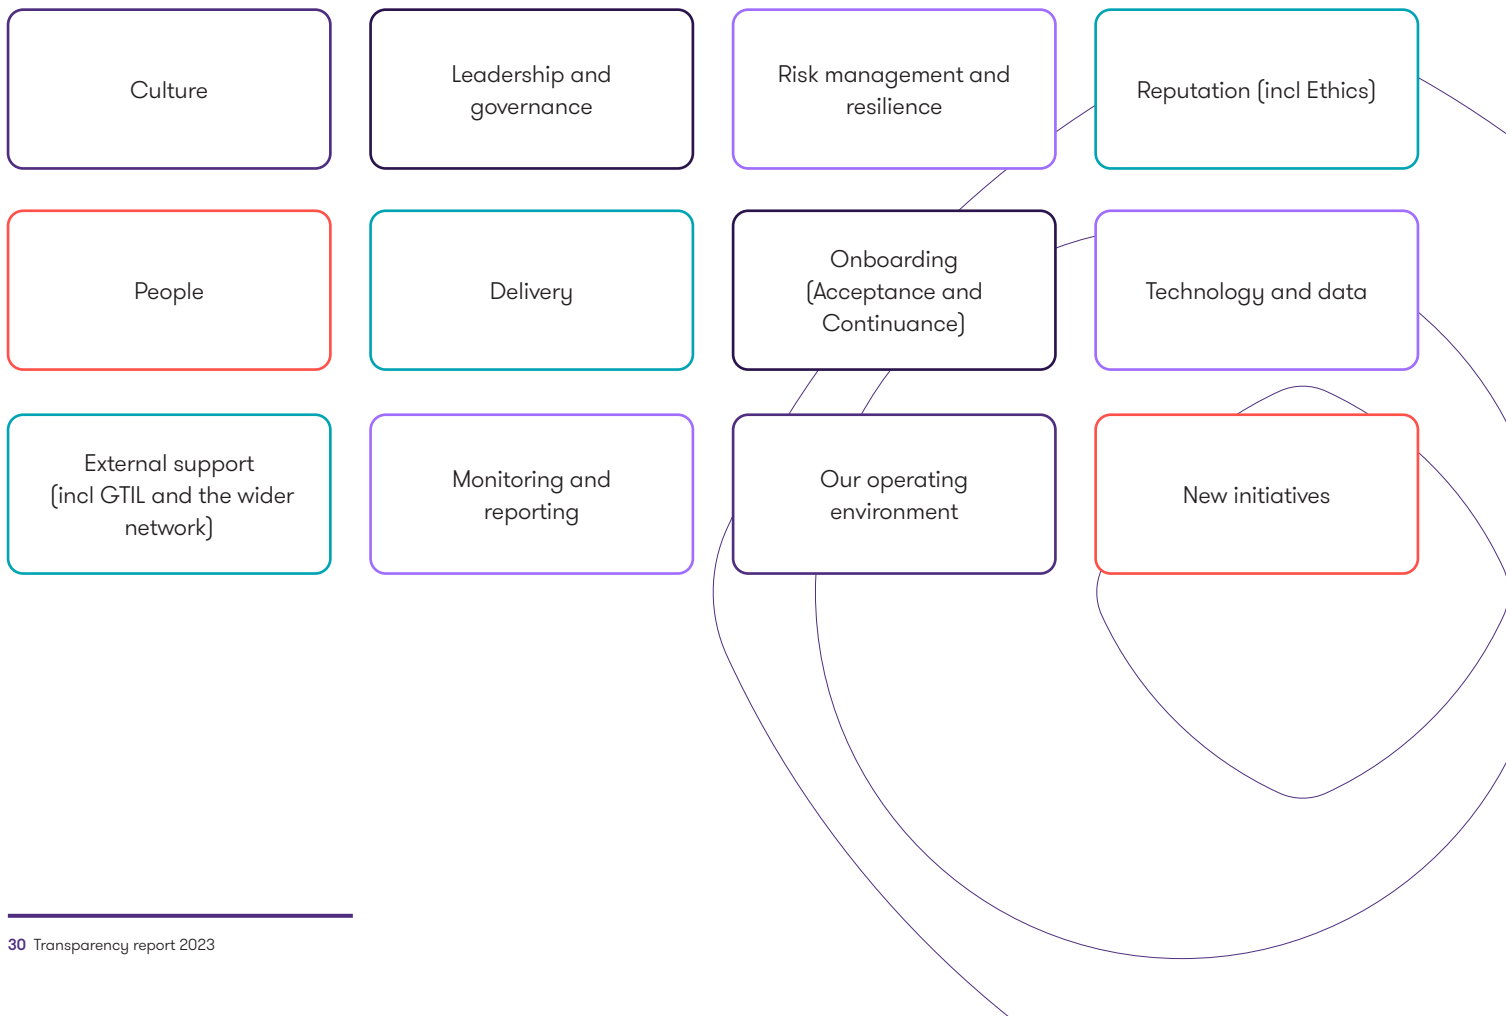 Culture
Leadership and
governance
Risk management and
resilience
Reputation (incl Ethics)
People
Delivery
Onboarding
(Acceptance and
Continuance)
Technology and data
External support
(incl GTIL and the wider
network)
Monitoring and
reporting
Our operating
environment
New initiatives
30 Transparency report 2023